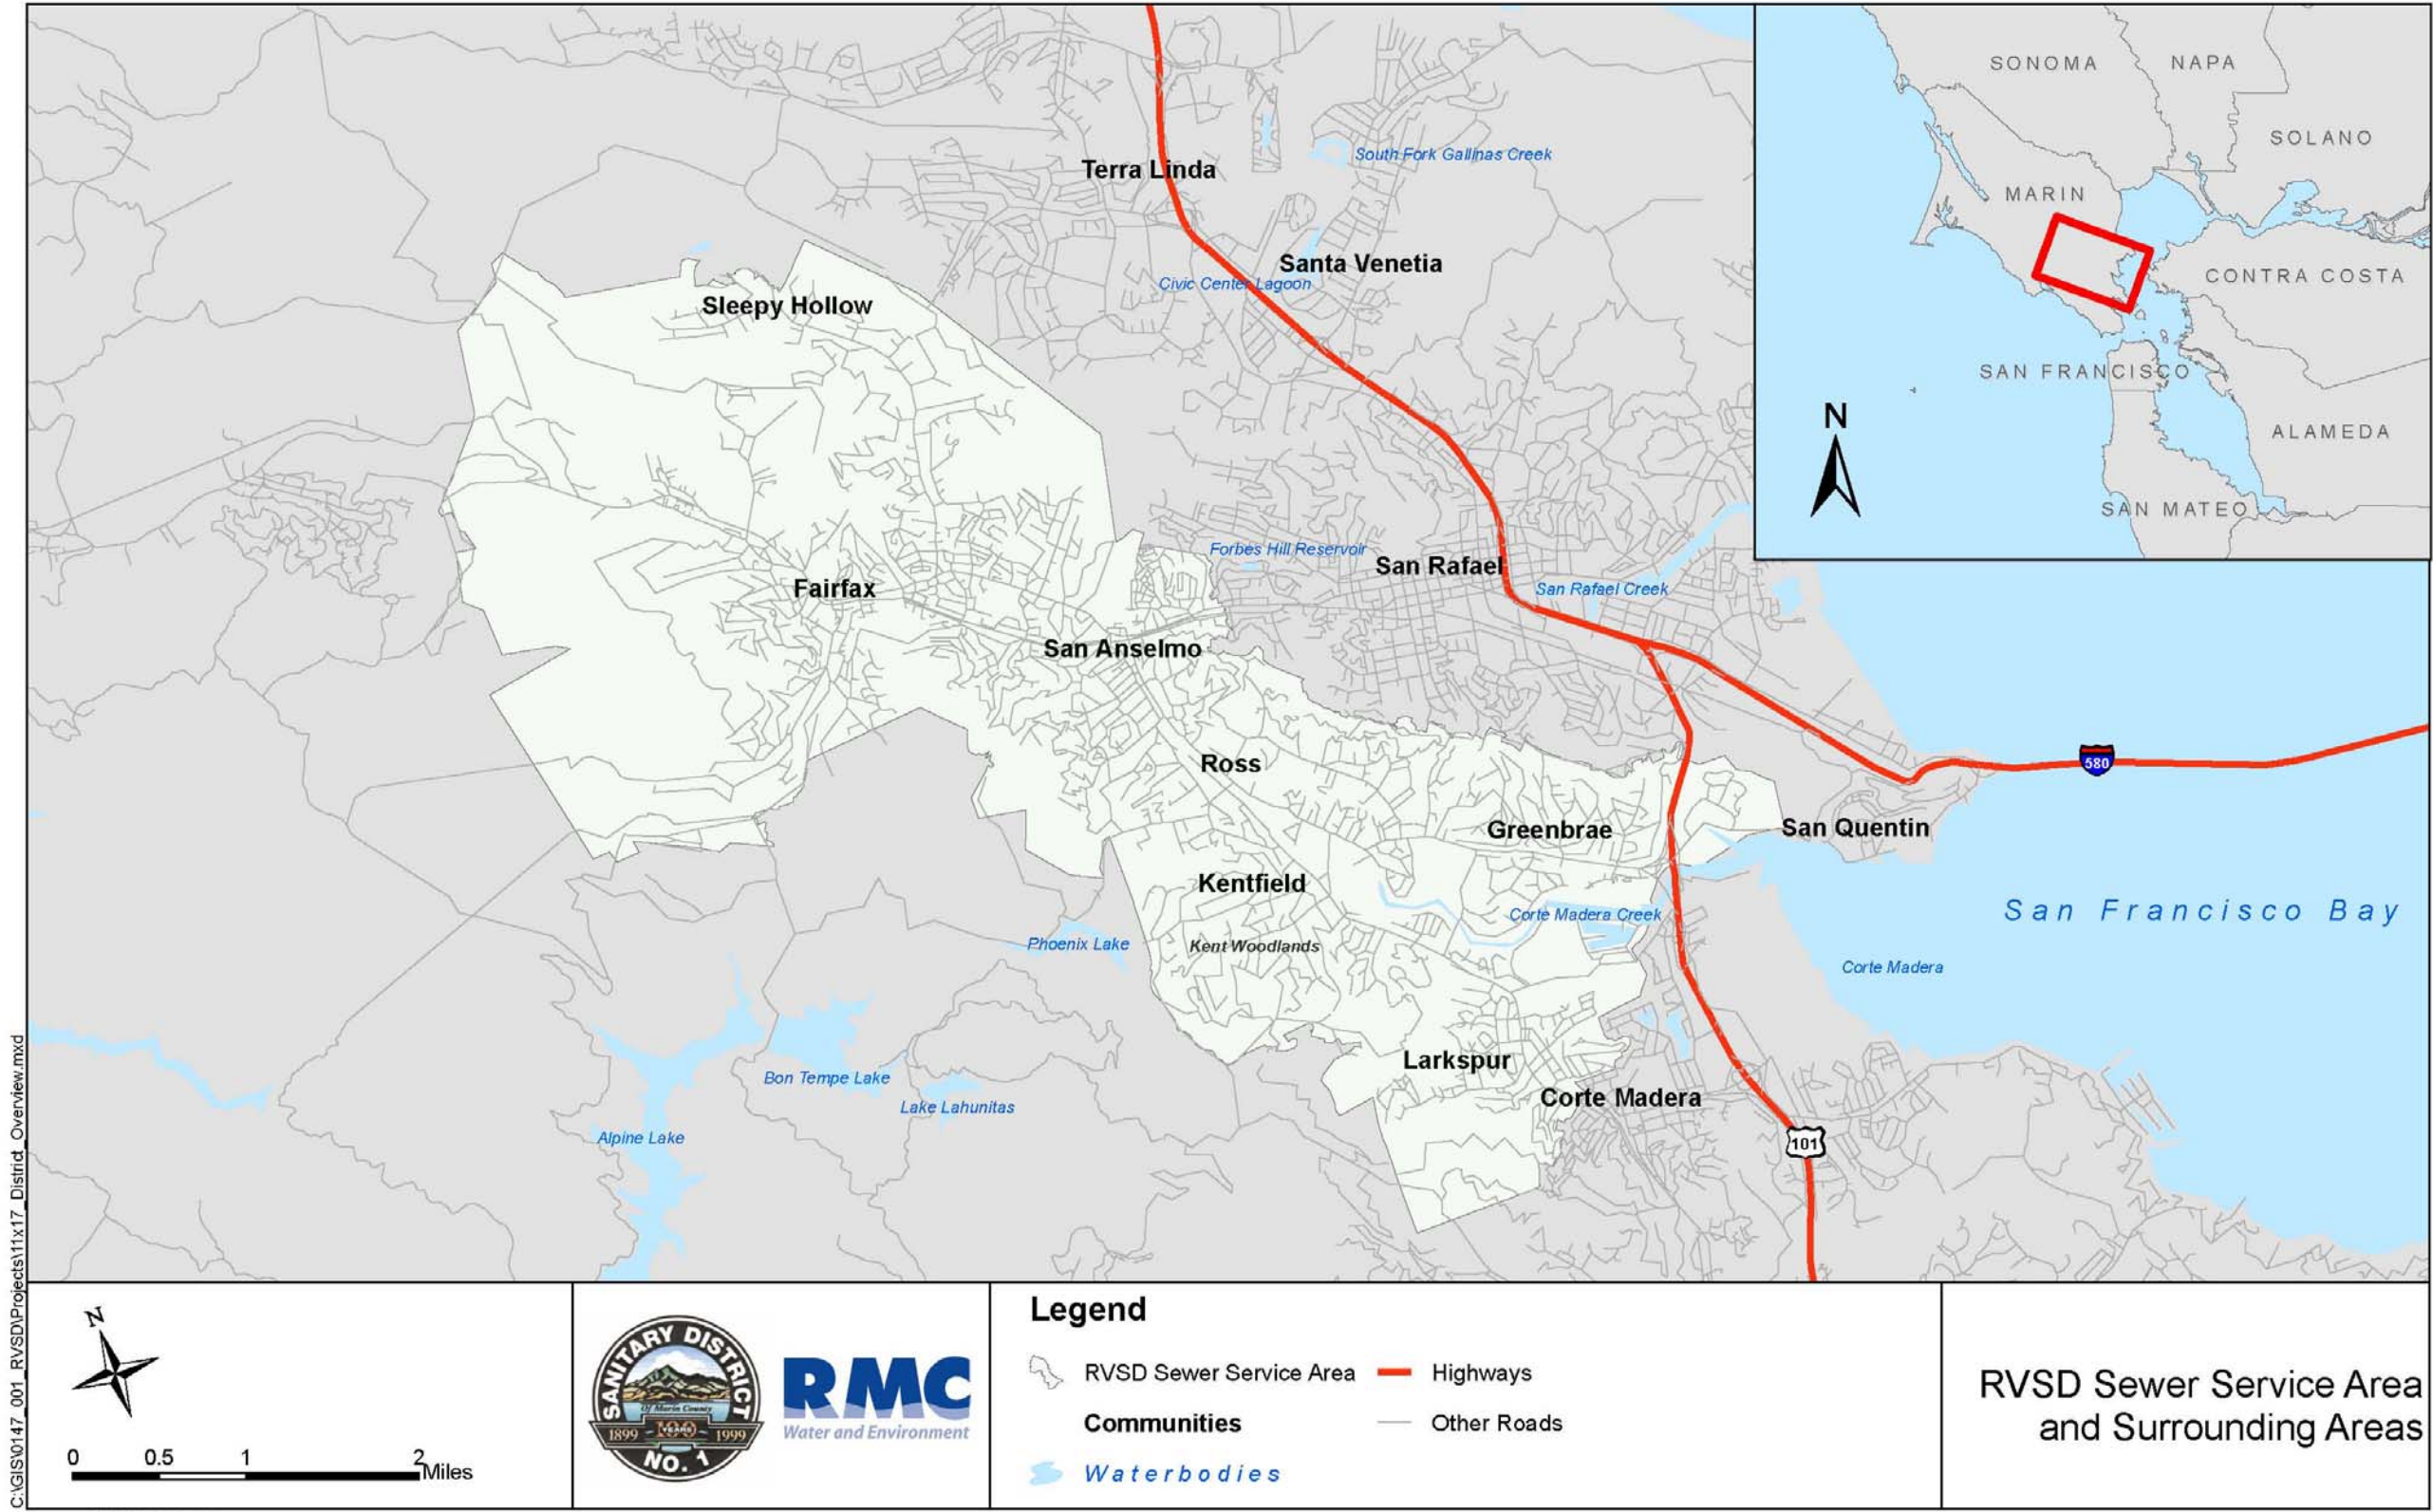 Terra Linda
South Fork Gallinas Creek
Santa Venetia
Civic Center Lagoon
Sleepy Hollow
Forbes Hill Reservoir
San Rafael
San Rafael Creek
Fairfax
San Anselmo
Ross
580
Greenbrae
San Quentin
Kentfield
San Francisco Bay
Corte Madera Creek
Phoenix Lake
Kent Woodlands
Corte Madera
Larkspur
Bon Tempe Lake
Corte Madera
Lake Lahunitas
Alpine Lake
101
SONOMA
NAPA
SOLANO
MARIN
CONTRA COSTA
SAN FRANCISCO
N
ALAMEDA
SAN MATEO
C:\GIS\0147_001_RVSD\Projects\11x17_District_Overview.mxd
N
0 0.5 1 2
Miles
SANITARY DISTRICT
Of Marin County
1899 100 YEARS 1999
NO. 1
RMC
Water and Environment
Legend
RVSD Sewer Service Area
Highways
Communities
Other Roads
Waterbodies
RVSD Sewer Service Area
and Surrounding Areas